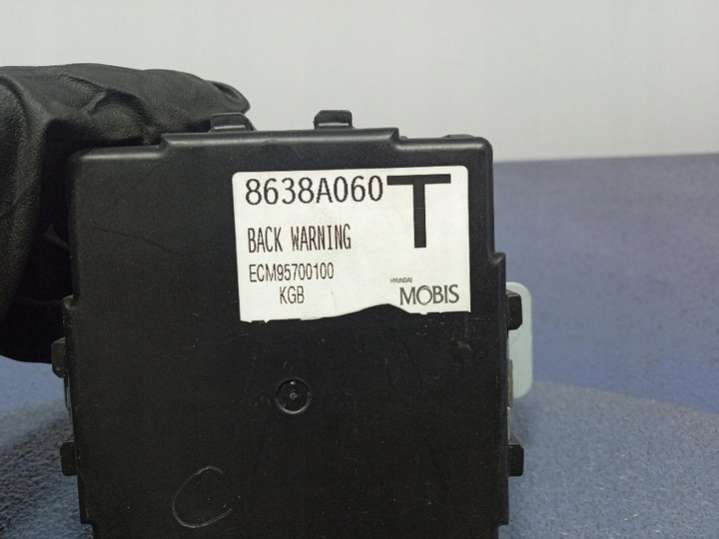 8638A060 T
BACK WARNING
ECM95700100
KGB
HYUNDAI
MOBIS